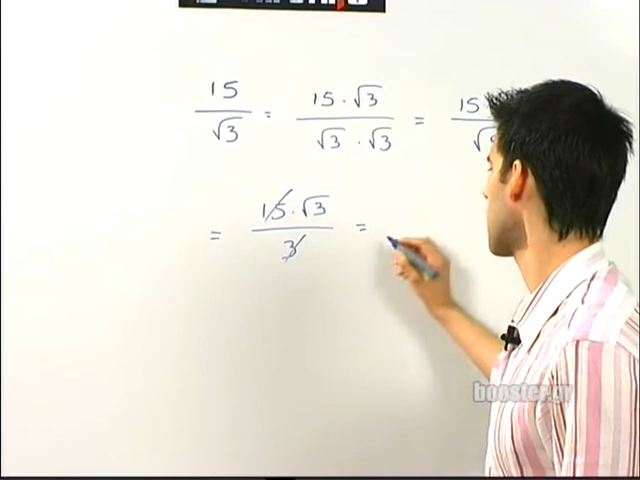 15/√3 = 15·√3/√3·√3 = 15
= 15·√3/3 =
booster.gr